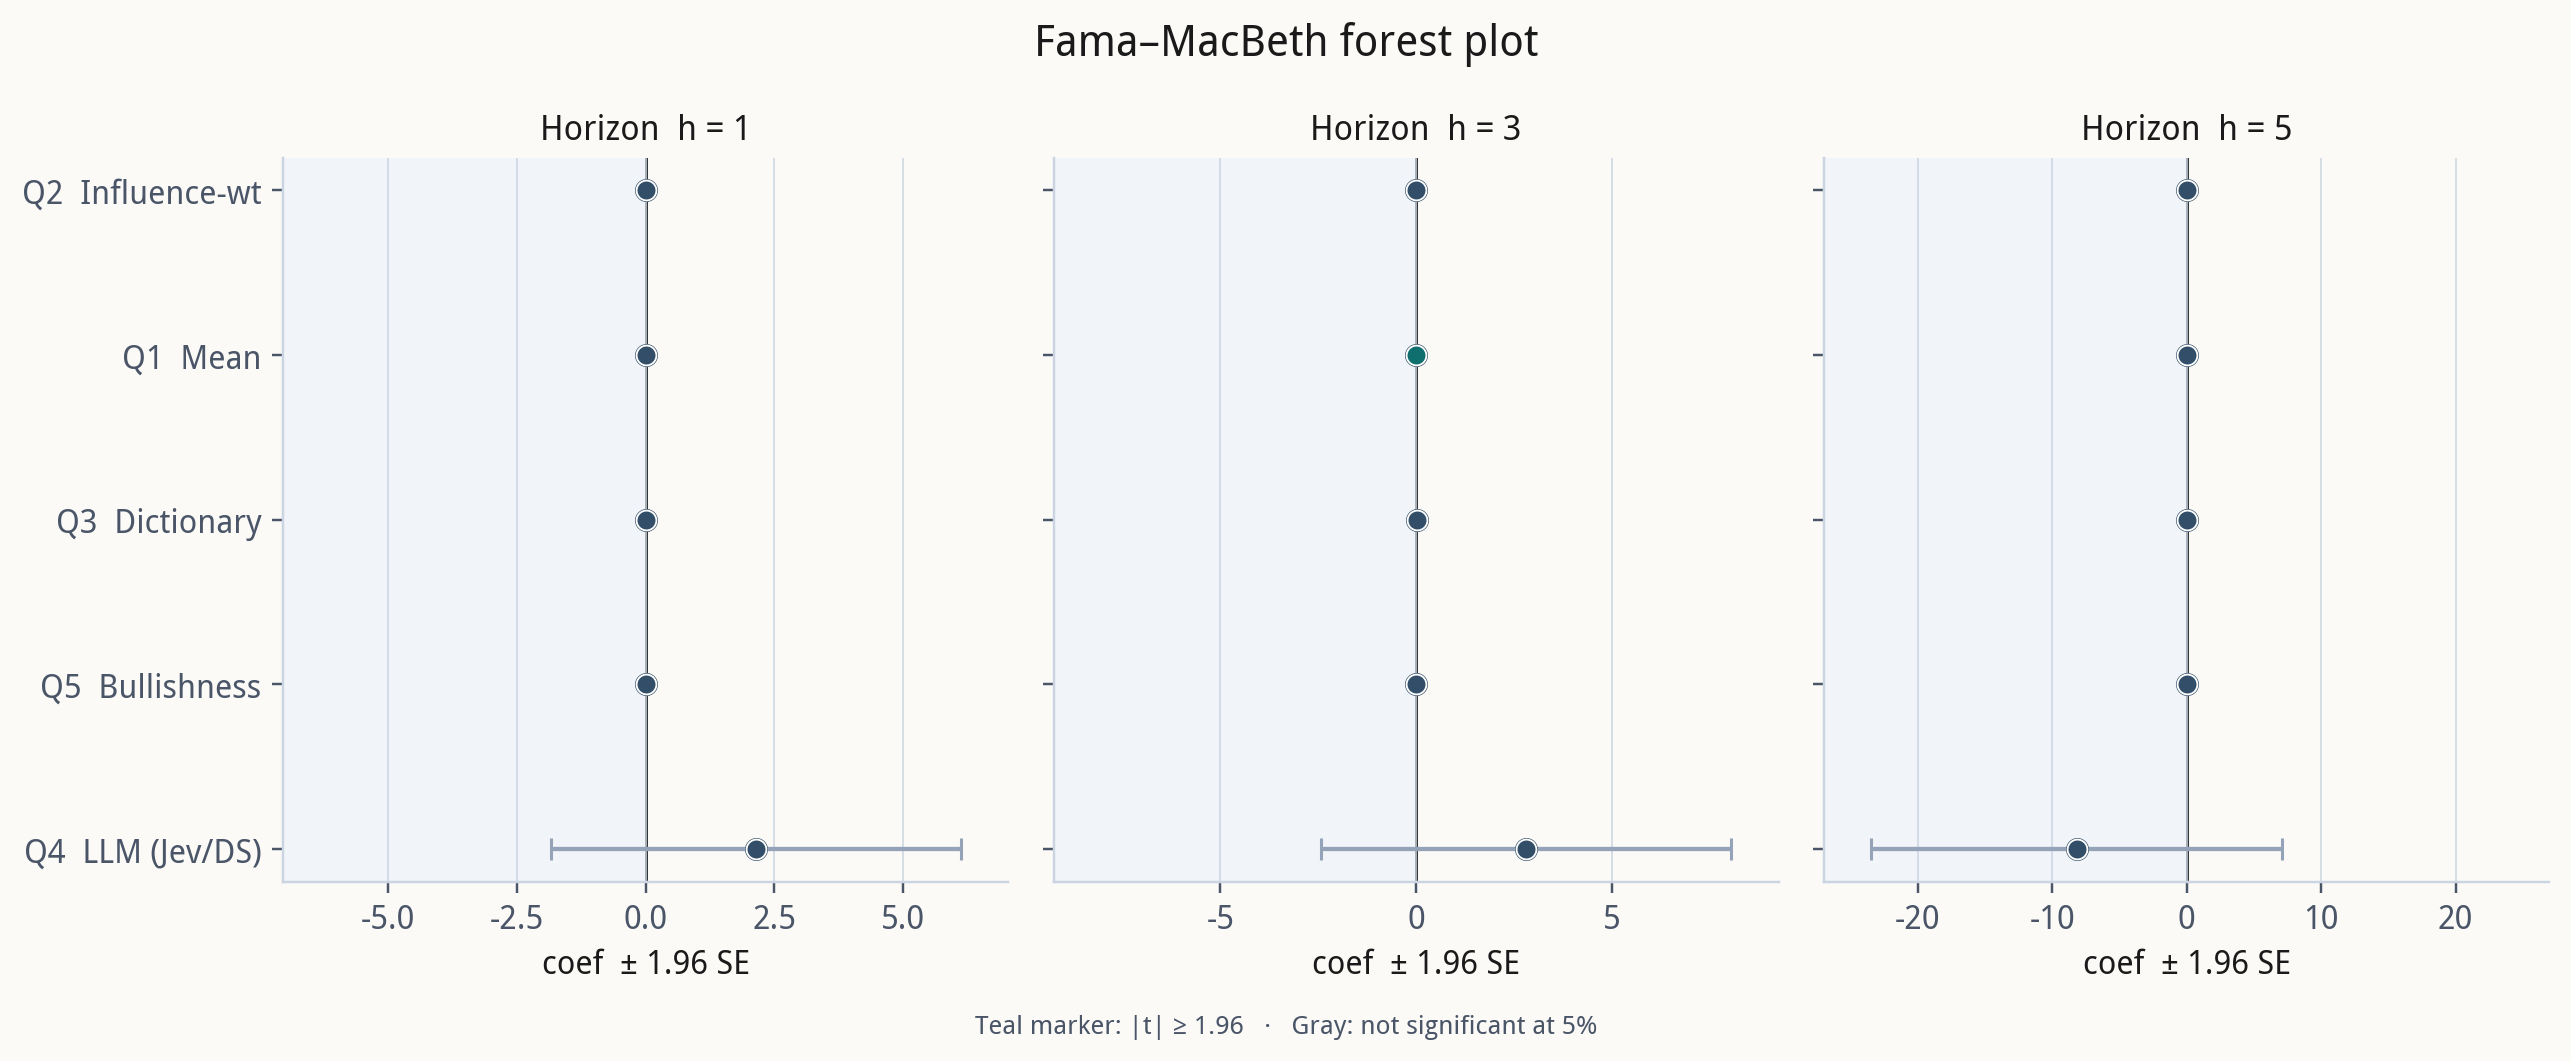 Fama–MacBeth forest plot
Horizon  h = 1
Horizon  h = 3
Horizon  h = 5
Q2  Influence-wt
Q1  Mean
Q3  Dictionary
Q5  Bullishness
Q4  LLM (Jev/DS)
-5.0  -2.5  0.0  2.5  5.0
-5  0  5
-20  -10  0  10  20
coef  ± 1.96 SE
coef  ± 1.96 SE
coef  ± 1.96 SE
Teal marker: |t| ≥ 1.96  ·  Gray: not significant at 5%